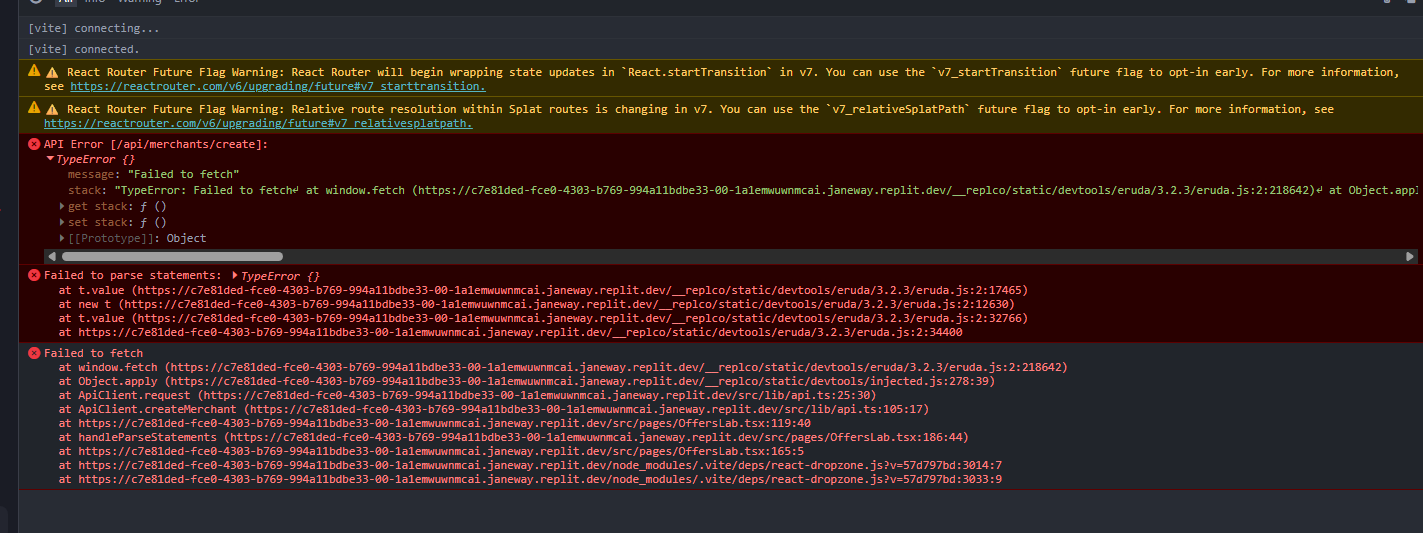 All Info Warning Error
[vite] connecting...
[vite] connected.
⚠ React Router Future Flag Warning: React Router will begin wrapping state updates in `React.startTransition` in v7. You can use the `v7_startTransition` future flag to opt-in early. For more information,
see https://reactrouter.com/v6/upgrading/future#v7_starttransition.
⚠ React Router Future Flag Warning: Relative route resolution within Splat routes is changing in v7. You can use the `v7_relativeSplatPath` future flag to opt-in early. For more information, see
https://reactrouter.com/v6/upgrading/future#v7_relativesplatpath.
API Error [/api/merchants/create]:
TypeError {}
message: "Failed to fetch"
stack: "TypeError: Failed to fetch↵ at window.fetch (https://c7e81ded-fce0-4303-b769-994a11bdbe33-00-1a1emwuwnmcai.janeway.replit.dev/__replco/static/devtools/eruda/3.2.3/eruda.js:2:218642)↵ at Object.appl
get stack: ƒ ()
set stack: ƒ ()
[[Prototype]]: Object
Failed to parse statements: TypeError {}
at t.value (https://c7e81ded-fce0-4303-b769-994a11bdbe33-00-1a1emwuwnmcai.janeway.replit.dev/__replco/static/devtools/eruda/3.2.3/eruda.js:2:17465)
at new t (https://c7e81ded-fce0-4303-b769-994a11bdbe33-00-1a1emwuwnmcai.janeway.replit.dev/__replco/static/devtools/eruda/3.2.3/eruda.js:2:12630)
at t.value (https://c7e81ded-fce0-4303-b769-994a11bdbe33-00-1a1emwuwnmcai.janeway.replit.dev/__replco/static/devtools/eruda/3.2.3/eruda.js:2:32766)
at https://c7e81ded-fce0-4303-b769-994a11bdbe33-00-1a1emwuwnmcai.janeway.replit.dev/__replco/static/devtools/eruda/3.2.3/eruda.js:2:34400
Failed to fetch
at window.fetch (https://c7e81ded-fce0-4303-b769-994a11bdbe33-00-1a1emwuwnmcai.janeway.replit.dev/__replco/static/devtools/eruda/3.2.3/eruda.js:2:218642)
at Object.apply (https://c7e81ded-fce0-4303-b769-994a11bdbe33-00-1a1emwuwnmcai.janeway.replit.dev/__replco/static/devtools/injected.js:278:39)
at ApiClient.request (https://c7e81ded-fce0-4303-b769-994a11bdbe33-00-1a1emwuwnmcai.janeway.replit.dev/src/lib/api.ts:25:30)
at ApiClient.createMerchant (https://c7e81ded-fce0-4303-b769-994a11bdbe33-00-1a1emwuwnmcai.janeway.replit.dev/src/lib/api.ts:105:17)
at https://c7e81ded-fce0-4303-b769-994a11bdbe33-00-1a1emwuwnmcai.janeway.replit.dev/src/pages/OffersLab.tsx:119:40
at handleParseStatements (https://c7e81ded-fce0-4303-b769-994a11bdbe33-00-1a1emwuwnmcai.janeway.replit.dev/src/pages/OffersLab.tsx:186:44)
at https://c7e81ded-fce0-4303-b769-994a11bdbe33-00-1a1emwuwnmcai.janeway.replit.dev/src/pages/OffersLab.tsx:165:5
at https://c7e81ded-fce0-4303-b769-994a11bdbe33-00-1a1emwuwnmcai.janeway.replit.dev/node_modules/.vite/deps/react-dropzone.js?v=57d797bd:3014:7
at https://c7e81ded-fce0-4303-b769-994a11bdbe33-00-1a1emwuwnmcai.janeway.replit.dev/node_modules/.vite/deps/react-dropzone.js?v=57d797bd:3033:9